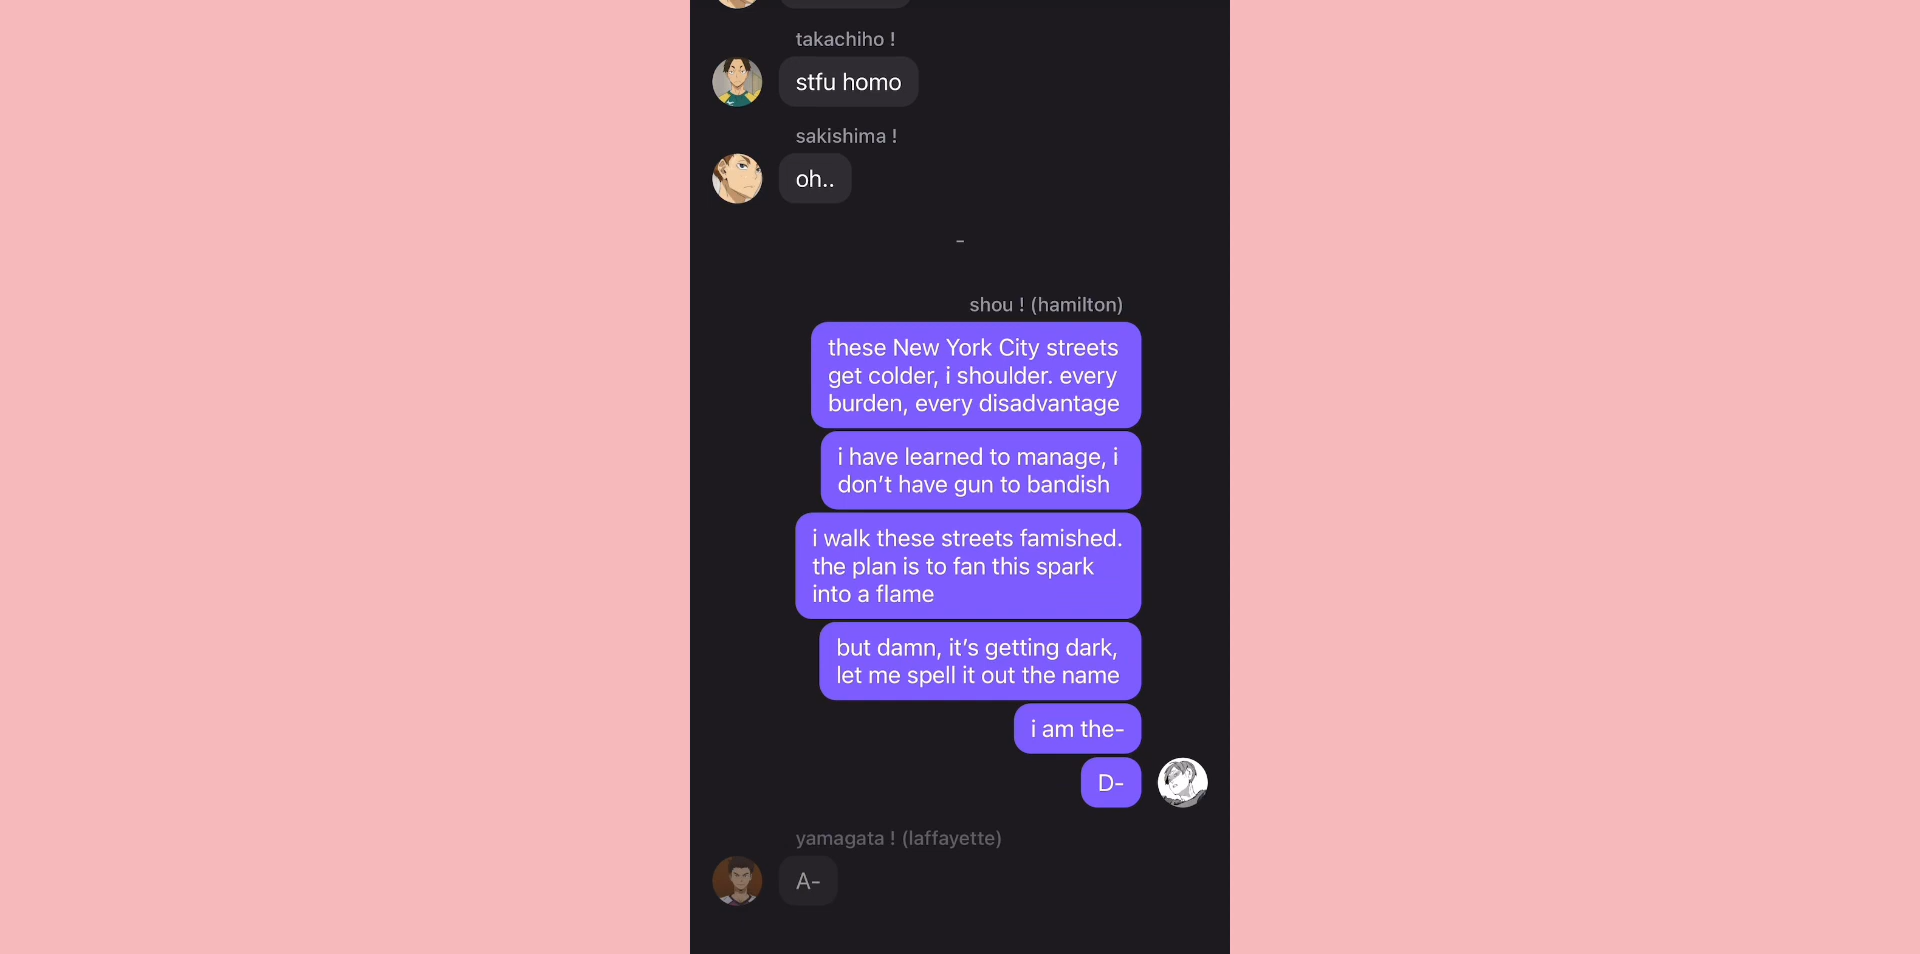 takachiho !
stfu homo
sakishima !
oh..
-
shou ! (hamilton)
these New York City streets
get colder, i shoulder. every
burden, every disadvantage
i have learned to manage, i
don’t have gun to bandish
i walk these streets famished.
the plan is to fan this spark
into a flame
but damn, it’s getting dark,
let me spell it out the name
i am the-
D-
yamagata ! (laffayette)
A-